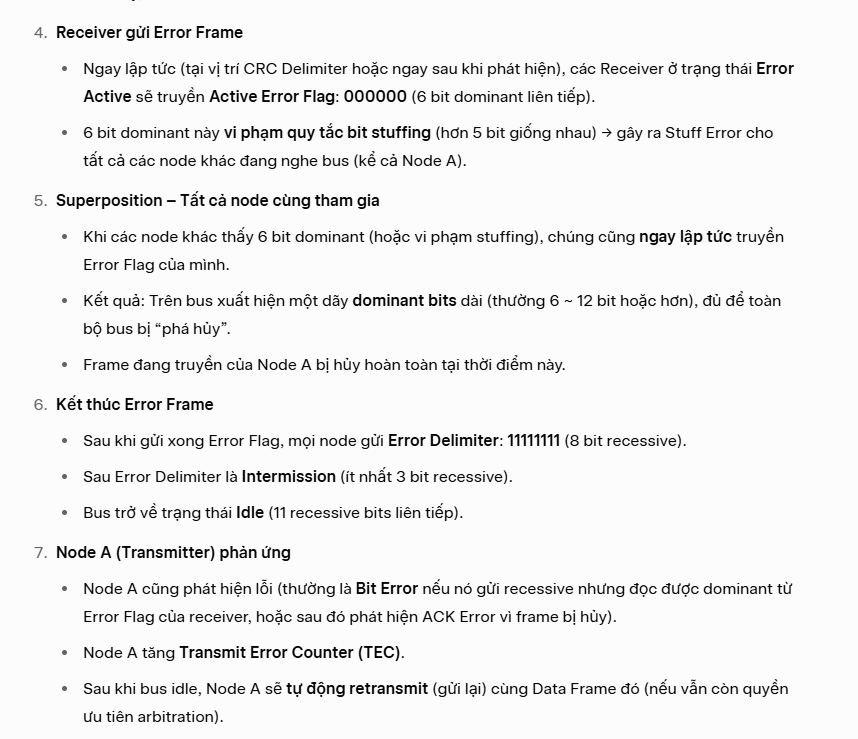 4. Receiver gửi Error Frame
• Ngay lập tức (tại vị trí CRC Delimiter hoặc ngay sau khi phát hiện), các Receiver ở trạng thái Error
Active sẽ truyền Active Error Flag: 000000 (6 bit dominant liên tiếp).
• 6 bit dominant này vi phạm quy tắc bit stuffing (hơn 5 bit giống nhau) → gây ra Stuff Error cho
tất cả các node khác đang nghe bus (kể cả Node A).
5. Superposition – Tất cả node cùng tham gia
• Khi các node khác thấy 6 bit dominant (hoặc vi phạm stuffing), chúng cũng ngay lập tức truyền
Error Flag của mình.
• Kết quả: Trên bus xuất hiện một dãy dominant bits dài (thường 6 ~ 12 bit hoặc hơn), đủ để toàn
bộ bus bị “phá hủy”.
• Frame đang truyền của Node A bị hủy hoàn toàn tại thời điểm này.
6. Kết thúc Error Frame
• Sau khi gửi xong Error Flag, mọi node gửi Error Delimiter: 11111111 (8 bit recessive).
• Sau Error Delimiter là Intermission (ít nhất 3 bit recessive).
• Bus trở về trạng thái Idle (11 recessive bits liên tiếp).
7. Node A (Transmitter) phản ứng
• Node A cũng phát hiện lỗi (thường là Bit Error nếu nó gửi recessive nhưng đọc được dominant từ
Error Flag của receiver, hoặc sau đó phát hiện ACK Error vì frame bị hủy).
• Node A tăng Transmit Error Counter (TEC).
• Sau khi bus idle, Node A sẽ tự động retransmit (gửi lại) cùng Data Frame đó (nếu vẫn còn quyền
ưu tiên arbitration).